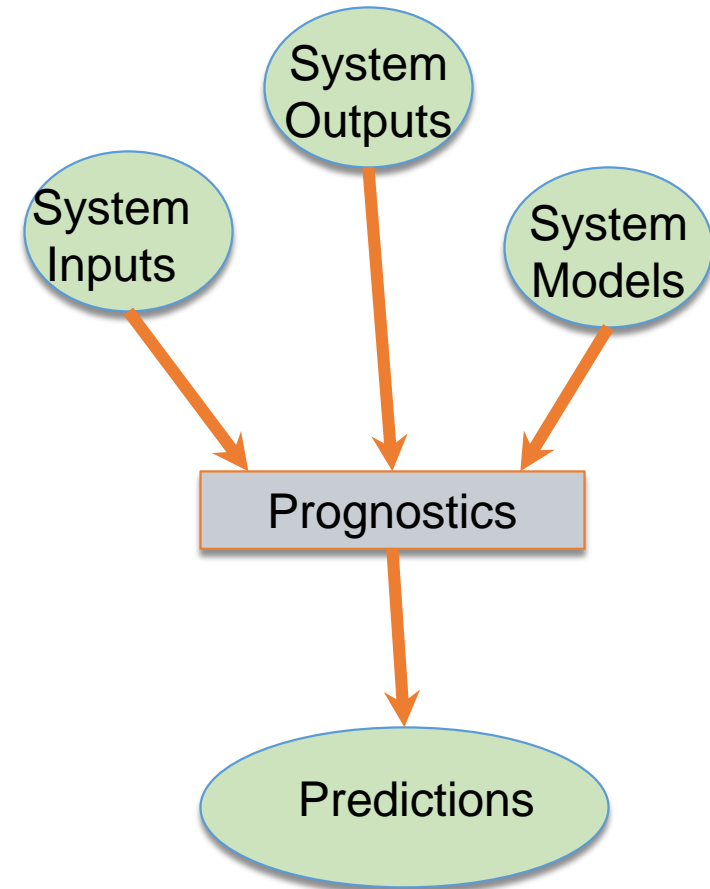 System
Outputs
System
Inputs
System
Models
Prognostics
Predictions